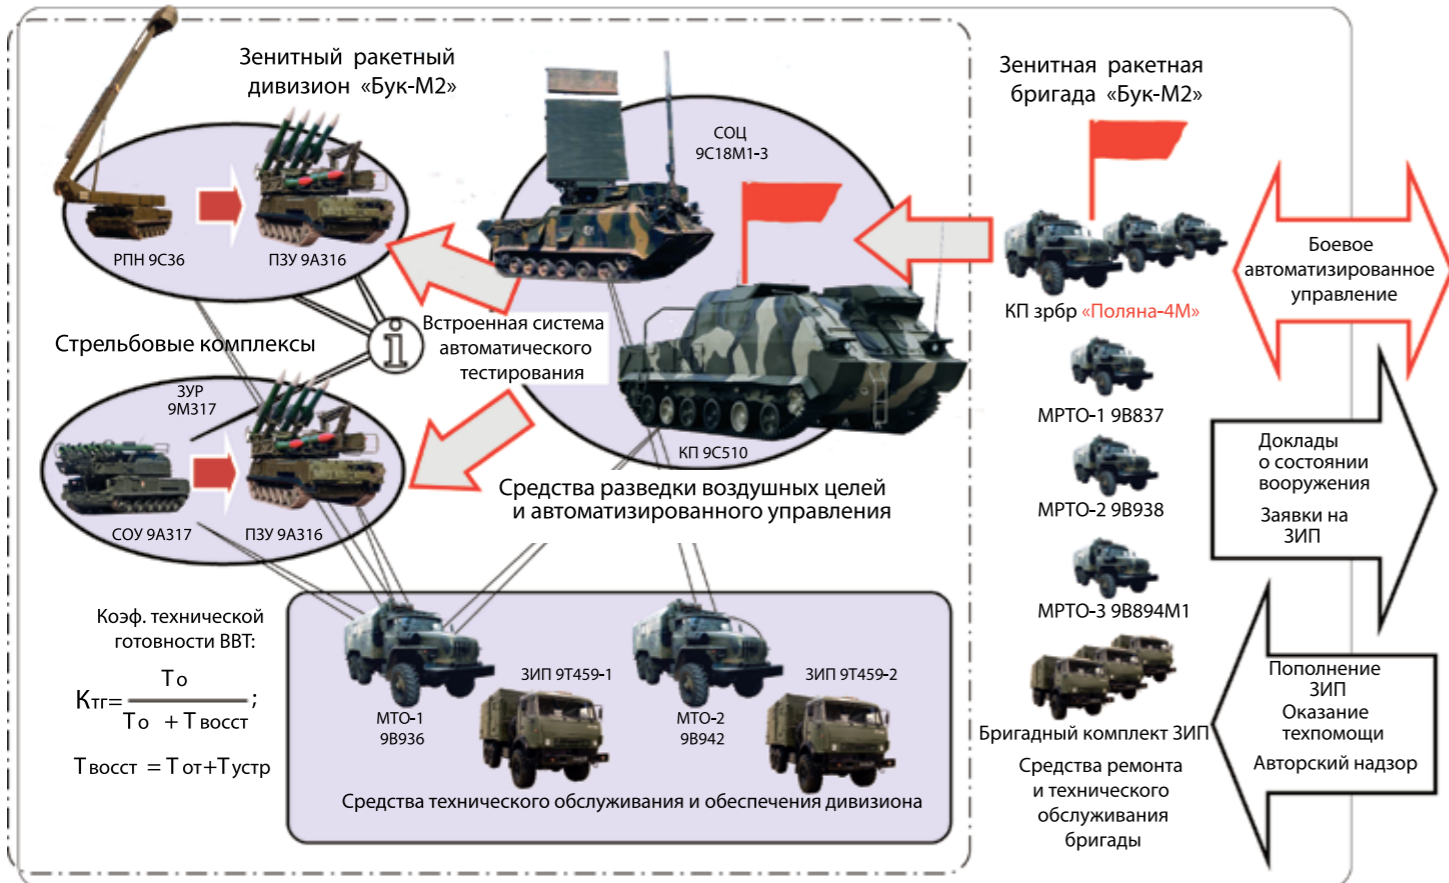 Зенитный ракетный
дивизион «Бук-М2»
РПН 9С36
ПЗУ 9А316
Стрельбовые комплексы
ЗУР
9М317
СОУ 9А317
ПЗУ 9А316
i
Встроенная система
автоматического
тестирования
СОЦ
9С18М1-3
КП 9С510
Средства разведки воздушных целей
и автоматизированного управления
Коэф. технической
готовности ВВТ:
Kтг= То / То + Т восст ;
Т восст = Т от+Т устр
МТО-1
9В936
ЗИП 9Т459-1
МТО-2
9В942
ЗИП 9Т459-2
Средства технического обслуживания и обеспечения дивизиона
Зенитная ракетная
бригада «Бук-М2»
КП зрбр «Поляна-4М»
МРТО-1 9В837
МРТО-2 9В938
МРТО-3 9В894М1
Бригадный комплект ЗИП
Средства ремонта
и технического
обслуживания
бригады
Боевое
автоматизированное
управление
Доклады
о состоянии
вооружения
Заявки на
ЗИП
Пополнение
ЗИП
Оказание
техпомощи
Авторский надзор